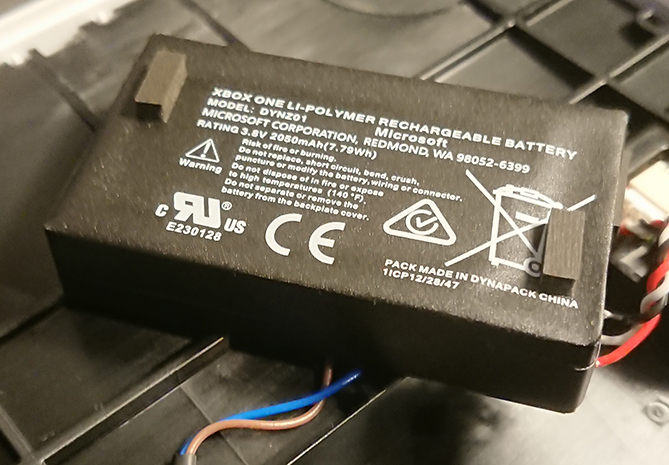 XBOX ONE LI-POLYMER RECHARGEABLE BATTERY
MODEL: DYNZ01 Microsoft
MICROSOFT CORPORATION, REDMOND, WA 98052-6399
RATING 3.8V 2050mAh(7.79Wh)
Warning
Risk of fire or burning.
Do not replace, short circuit, bend, crush,
puncture or modify the battery, wiring or connector.
Do not dispose of in fire or expose
to high temperatures (140 °F).
Do not separate or remove the
battery from the backplate cover.
c RU® US
E230128
CE
PACK MADE IN DYNAPACK CHINA
1ICP12/28/47